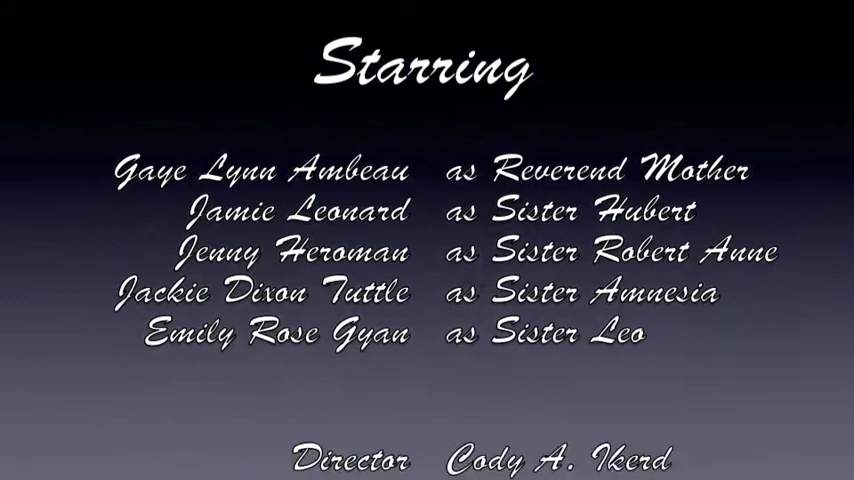 Starring
Gaye Lynn Ambeau as Reverend Mother
Jamie Leonard as Sister Hubert
Jenny Heroman as Sister Robert Anne
Jackie Dixon Tuttle as Sister Amnesia
Emily Rose Gyan as Sister Leo
Director Cody A. Ikerd